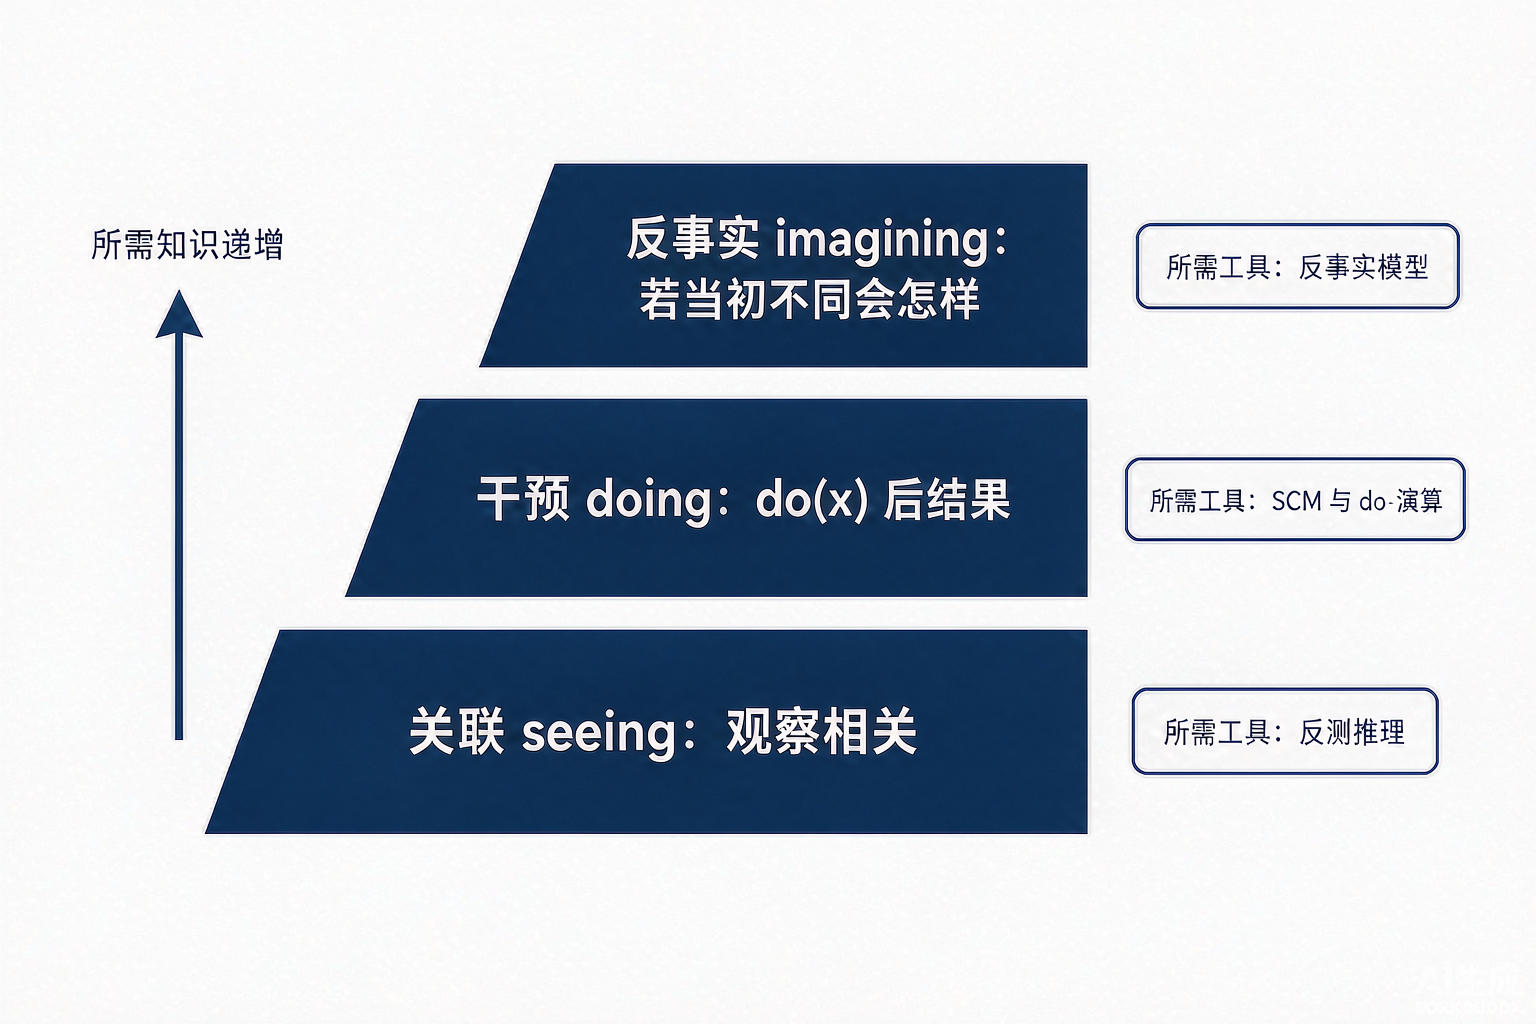 所需知识递增
反事实 imagining：
若当初不同会怎样
所需工具：反事实模型
干预 doing：do(x) 后结果
所需工具：SCM 与 do-演算
关联 seeing：观察相关
所需工具：反测推理